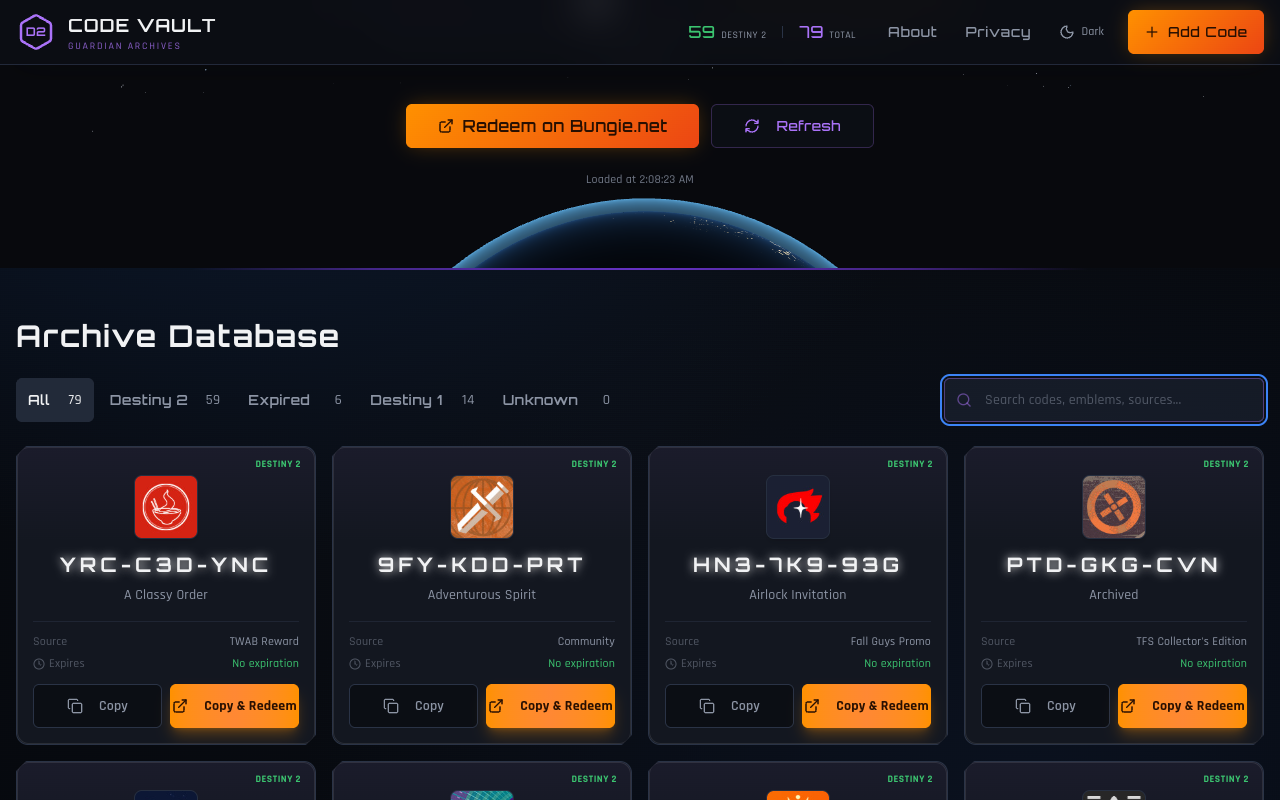 D2
CODE VAULT
GUARDIAN ARCHIVES
59 DESTINY 2
79 TOTAL
About
Privacy
Dark
Add Code
Redeem on Bungie.net
Refresh
Loaded at 2:08:23 AM
Archive Database
All 79
Destiny 2 59
Expired 6
Destiny 1 14
Unknown 0
Search codes, emblems, sources...
DESTINY 2
YRC-C3D-YNC
A Classy Order
Source TWAB Reward
Expires No expiration
Copy
Copy & Redeem
DESTINY 2
9FY-KDD-PRT
Adventurous Spirit
Source Community
Expires No expiration
Copy
Copy & Redeem
DESTINY 2
HN3-7K9-93G
Airlock Invitation
Source Fall Guys Promo
Expires No expiration
Copy
Copy & Redeem
DESTINY 2
PTD-GKG-CVN
Archived
Source TFS Collector's Edition
Expires No expiration
Copy
Copy & Redeem
DESTINY 2
DESTINY 2
DESTINY 2
DESTINY 2